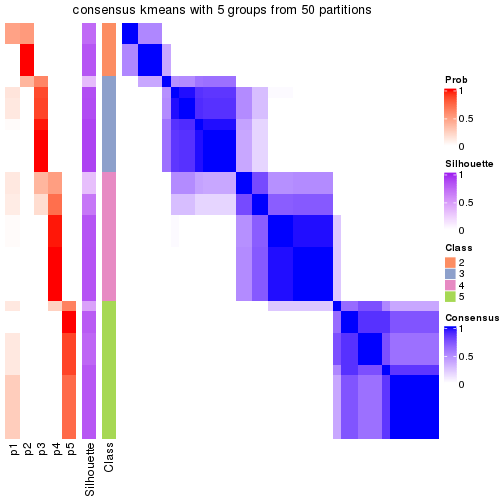 consensus kmeans with 5 groups from 50 partitions
Prob
1
0.5
0
Silhouette
1
0.5
0
Class
2
3
4
5
Consensus
1
0.5
0
p1
p2
p3
p4
p5
Silhouette
Class